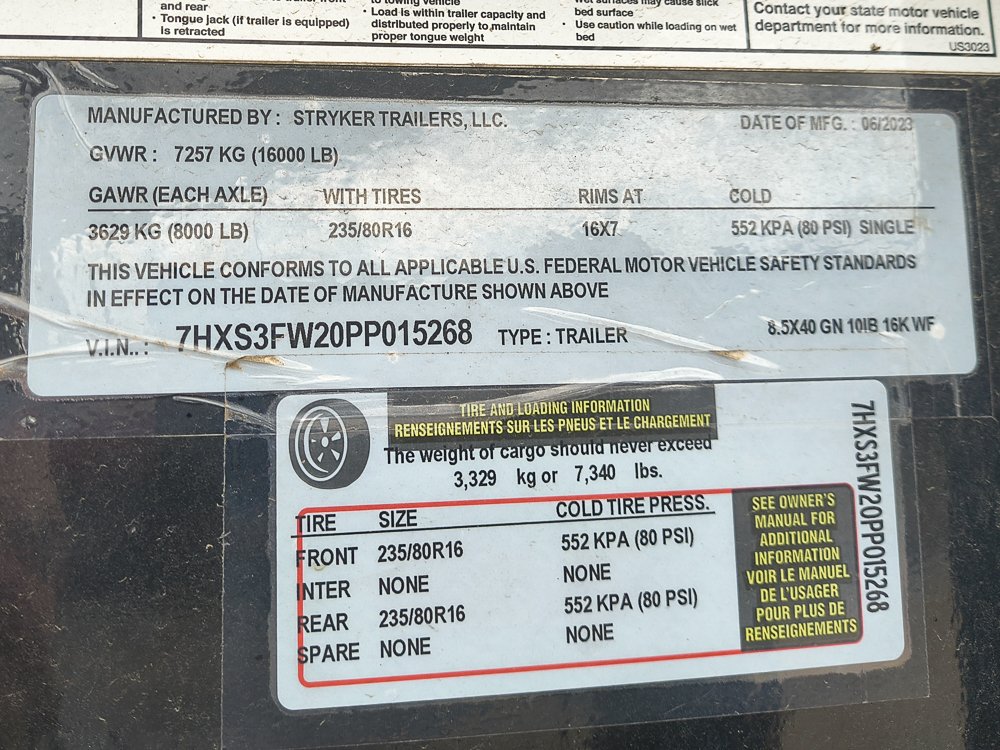 and rear
• Tongue jack (if trailer is equipped)
is retracted
to towing vehicle
• Load is within trailer capacity and
distributed properly to maintain
proper tongue weight
Wet surfaces may cause slick
bed surface
• Use caution while loading on wet
bed
Contact your state motor vehicle
department for more information.
US3023
MANUFACTURED BY : STRYKER TRAILERS, LLC.
DATE OF MFG. : 06/2023
GVWR : 7257 KG (16000 LB)
GAWR (EACH AXLE) WITH TIRES RIMS AT COLD
3629 KG (8000 LB) 235/80R16 16X7 552 KPA (80 PSI) SINGLE
THIS VEHICLE CONFORMS TO ALL APPLICABLE U.S. FEDERAL MOTOR VEHICLE SAFETY STANDARDS
IN EFFECT ON THE DATE OF MANUFACTURE SHOWN ABOVE
V.I.N.. : 7HXS3FW20PP015268 TYPE : TRAILER 8.5X40 GN 10IB 16K WF
TIRE AND LOADING INFORMATION
RENSEIGNEMENTS SUR LES PNEUS ET LE CHARGEMENT
The weight of cargo should never exceed
3,329 kg or 7,340 lbs.
TIRE SIZE COLD TIRE PRESS.
FRONT 235/80R16 552 KPA (80 PSI)
INTER NONE NONE
REAR 235/80R16 552 KPA (80 PSI)
SPARE NONE NONE
SEE OWNER'S
MANUAL FOR
ADDITIONAL
INFORMATION
VOIR LE MANUEL
DE L'USAGER
POUR PLUS DE
RENSEIGNEMENTS
7HXS3FW20PP015268